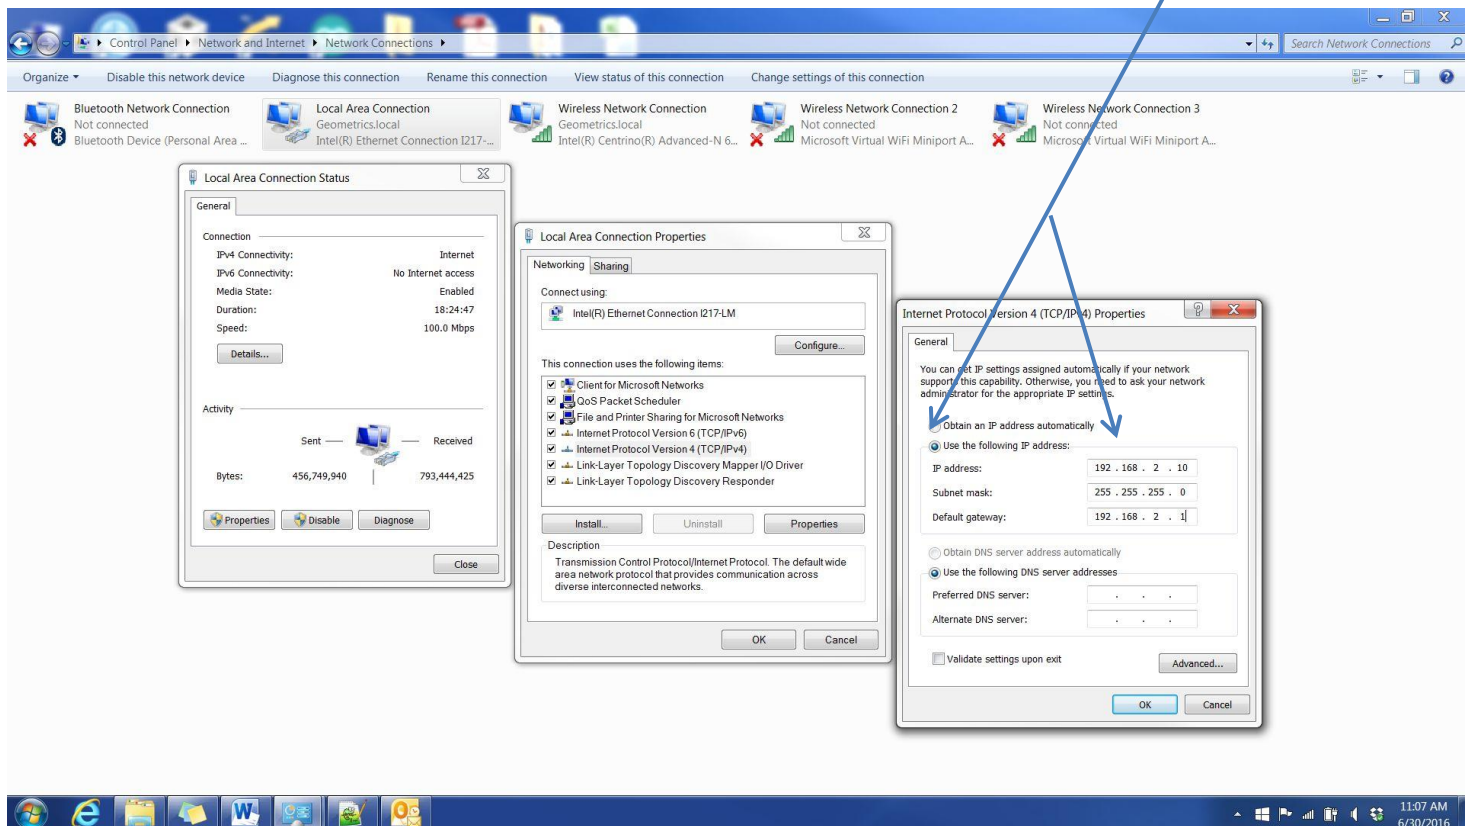 Control Panel ▸ Network and Internet ▸ Network Connections ▸
Search Network Connections
Organize
Disable this network device
Diagnose this connection
Rename this connection
View status of this connection
Change settings of this connection
Bluetooth Network Connection
Not connected
Bluetooth Device (Personal Area ...
Local Area Connection
Geometrics.local
Intel(R) Ethernet Connection I217-...
Wireless Network Connection
Geometrics.local
Intel(R) Centrino(R) Advanced-N 6...
Wireless Network Connection 2
Not connected
Microsoft Virtual WiFi Miniport A...
Wireless Network Connection 3
Not connected
Microsoft Virtual WiFi Miniport A...
Local Area Connection Status
General
Connection
IPv4 Connectivity: Internet
IPv6 Connectivity: No Internet access
Media State: Enabled
Duration: 18:24:47
Speed: 100.0 Mbps
Details...
Activity
Sent — — Received
Bytes: 456,749,940 | 793,444,425
Properties
Disable
Diagnose
Close
Local Area Connection Properties
Networking
Sharing
Connect using:
Intel(R) Ethernet Connection I217-LM
Configure...
This connection uses the following items:
Client for Microsoft Networks
QoS Packet Scheduler
File and Printer Sharing for Microsoft Networks
Internet Protocol Version 6 (TCP/IPv6)
Internet Protocol Version 4 (TCP/IPv4)
Link-Layer Topology Discovery Mapper I/O Driver
Link-Layer Topology Discovery Responder
Install...
Uninstall
Properties
Description
Transmission Control Protocol/Internet Protocol. The default wide
area network protocol that provides communication across
diverse interconnected networks.
OK
Cancel
Internet Protocol Version 4 (TCP/IPv4) Properties
General
You can get IP settings assigned automatically if your network
supports this capability. Otherwise, you need to ask your network
administrator for the appropriate IP settings.
Obtain an IP address automatically
Use the following IP address:
IP address: 192 . 168 . 2 . 10
Subnet mask: 255 . 255 . 255 . 0
Default gateway: 192 . 168 . 2 . 1
Obtain DNS server address automatically
Use the following DNS server addresses
Preferred DNS server: . . .
Alternate DNS server: . . .
Validate settings upon exit
Advanced...
OK
Cancel
11:07 AM
6/30/2016